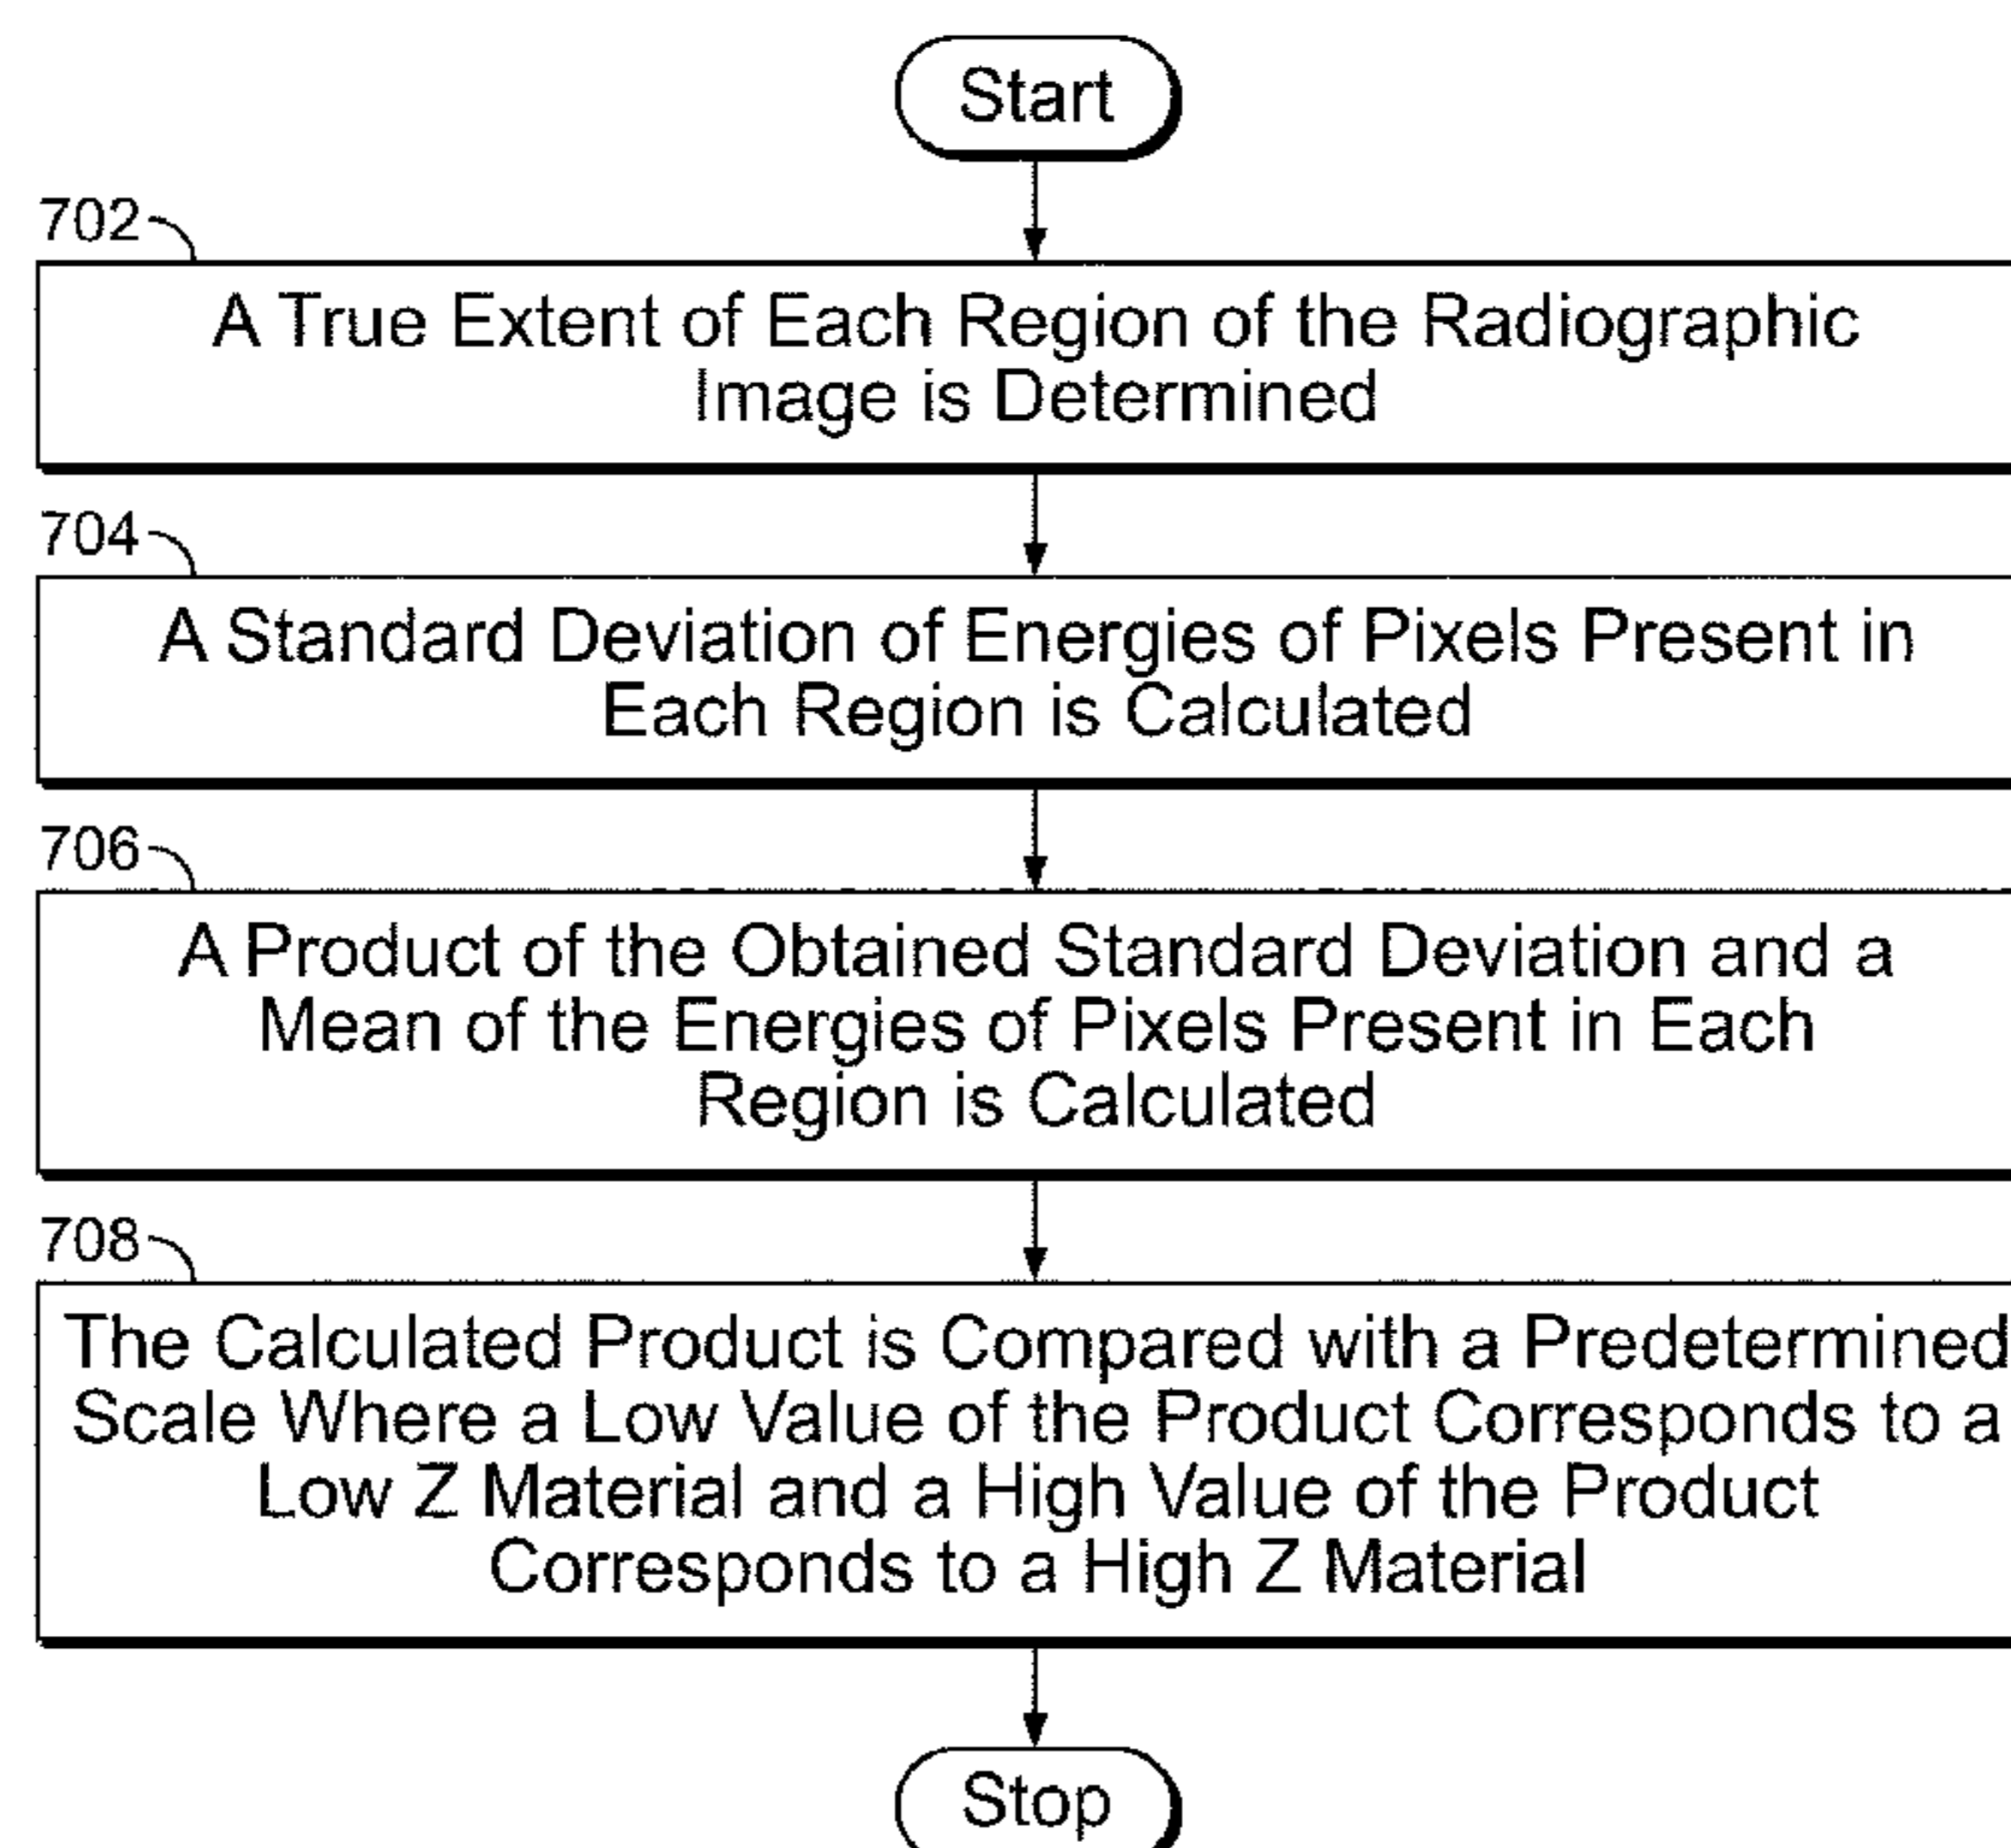 Start
702
A True Extent of Each Region of the Radiographic
Image is Determined
704
A Standard Deviation of Energies of Pixels Present in
Each Region is Calculated
706
A Product of the Obtained Standard Deviation and a
Mean of the Energies of Pixels Present in Each
Region is Calculated
708
The Calculated Product is Compared with a Predetermined
Scale Where a Low Value of the Product Corresponds to a
Low Z Material and a High Value of the Product
Corresponds to a High Z Material
Stop